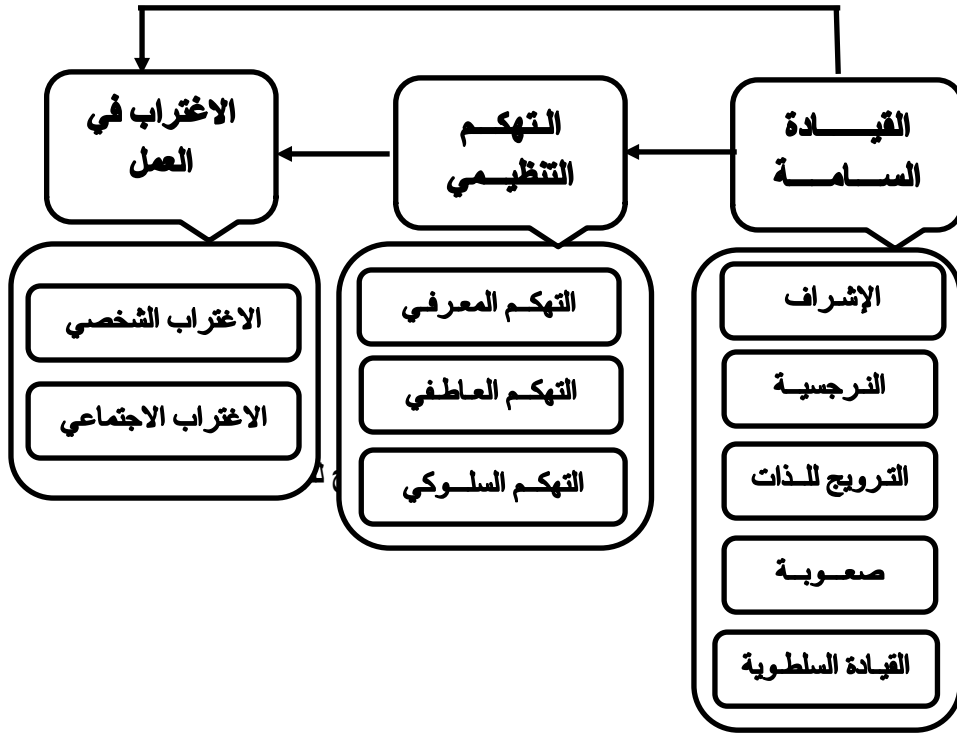 القيادة
السامة
التهكم
التنظيمي
الاغتراب في
العمل
الإشراف
النرجسية
الترويج للذات
صعوبة
القيادة السلطوية
التهكم المعرفي
التهكم العاطفي
التهكم السلوكي
الاغتراب الشخصي
الاغتراب الاجتماعي